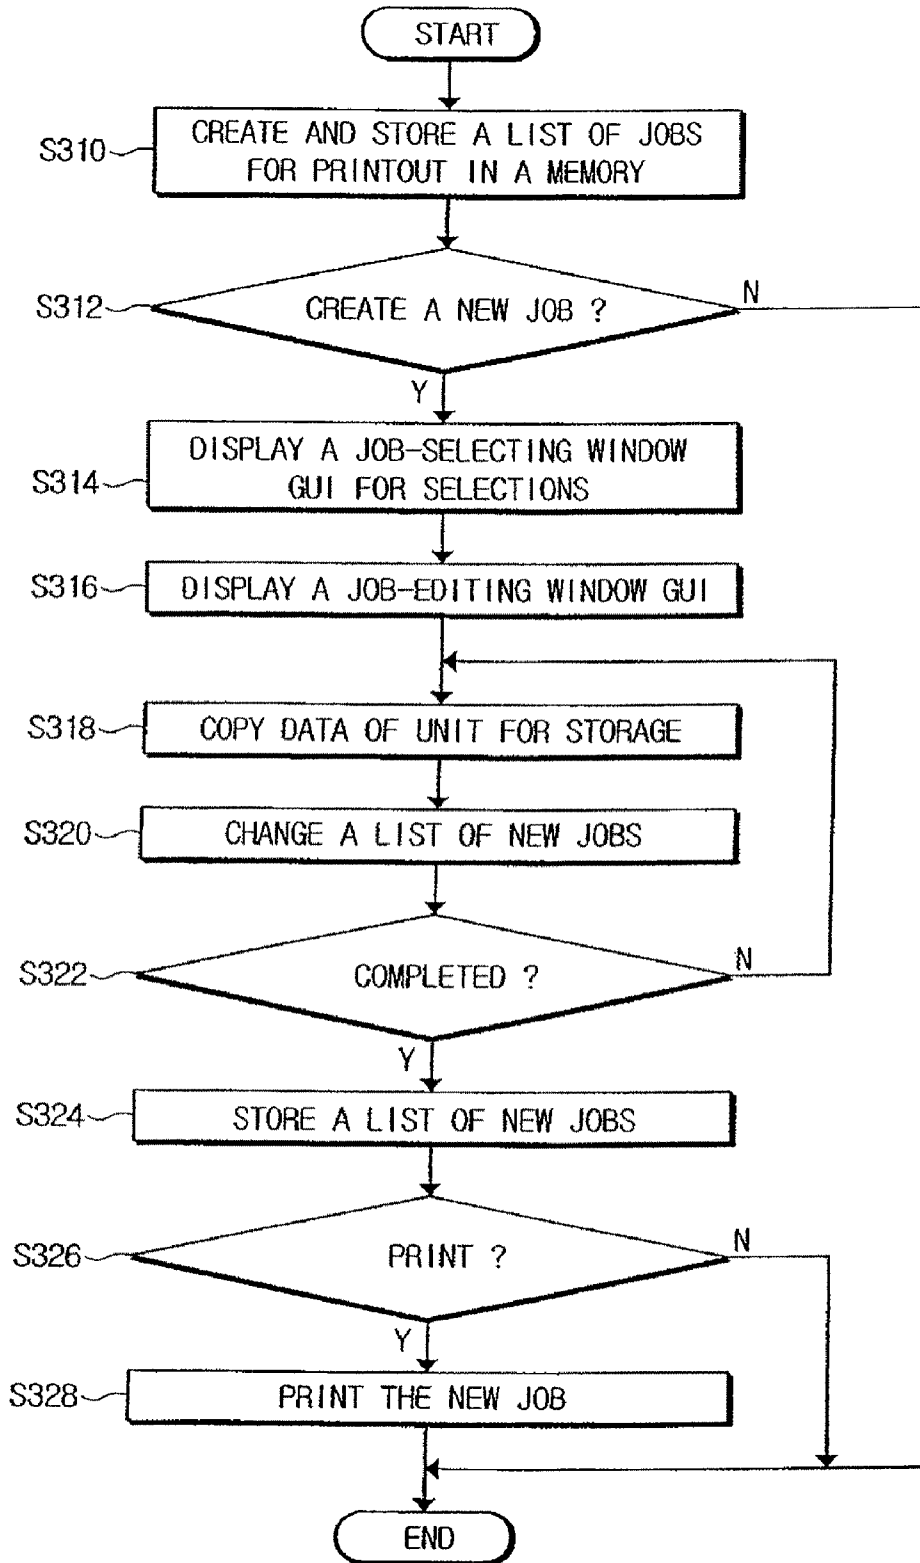 START
S310
CREATE AND STORE A LIST OF JOBS
FOR PRINTOUT IN A MEMORY
S312
CREATE A NEW JOB ?
N
Y
S314
DISPLAY A JOB-SELECTING WINDOW
GUI FOR SELECTIONS
S316
DISPLAY A JOB-EDITING WINDOW GUI
S318
COPY DATA OF UNIT FOR STORAGE
S320
CHANGE A LIST OF NEW JOBS
S322
COMPLETED ?
N
Y
S324
STORE A LIST OF NEW JOBS
S326
PRINT ?
N
Y
S328
PRINT THE NEW JOB
END